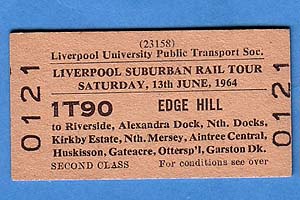 (23158)
Liverpool University Public Transport Soc.
LIVERPOOL SUBURBAN RAIL TOUR
SATURDAY, 13th JUNE, 1964
1T90 EDGE HILL
to Riverside, Alexandra Dock, Nth. Docks,
Kirkby Estate, Nth. Mersey, Aintree Central,
Huskisson, Gateacre, Ottersp'l, Garston Dk.
SECOND CLASS For conditions see over
0121
0121